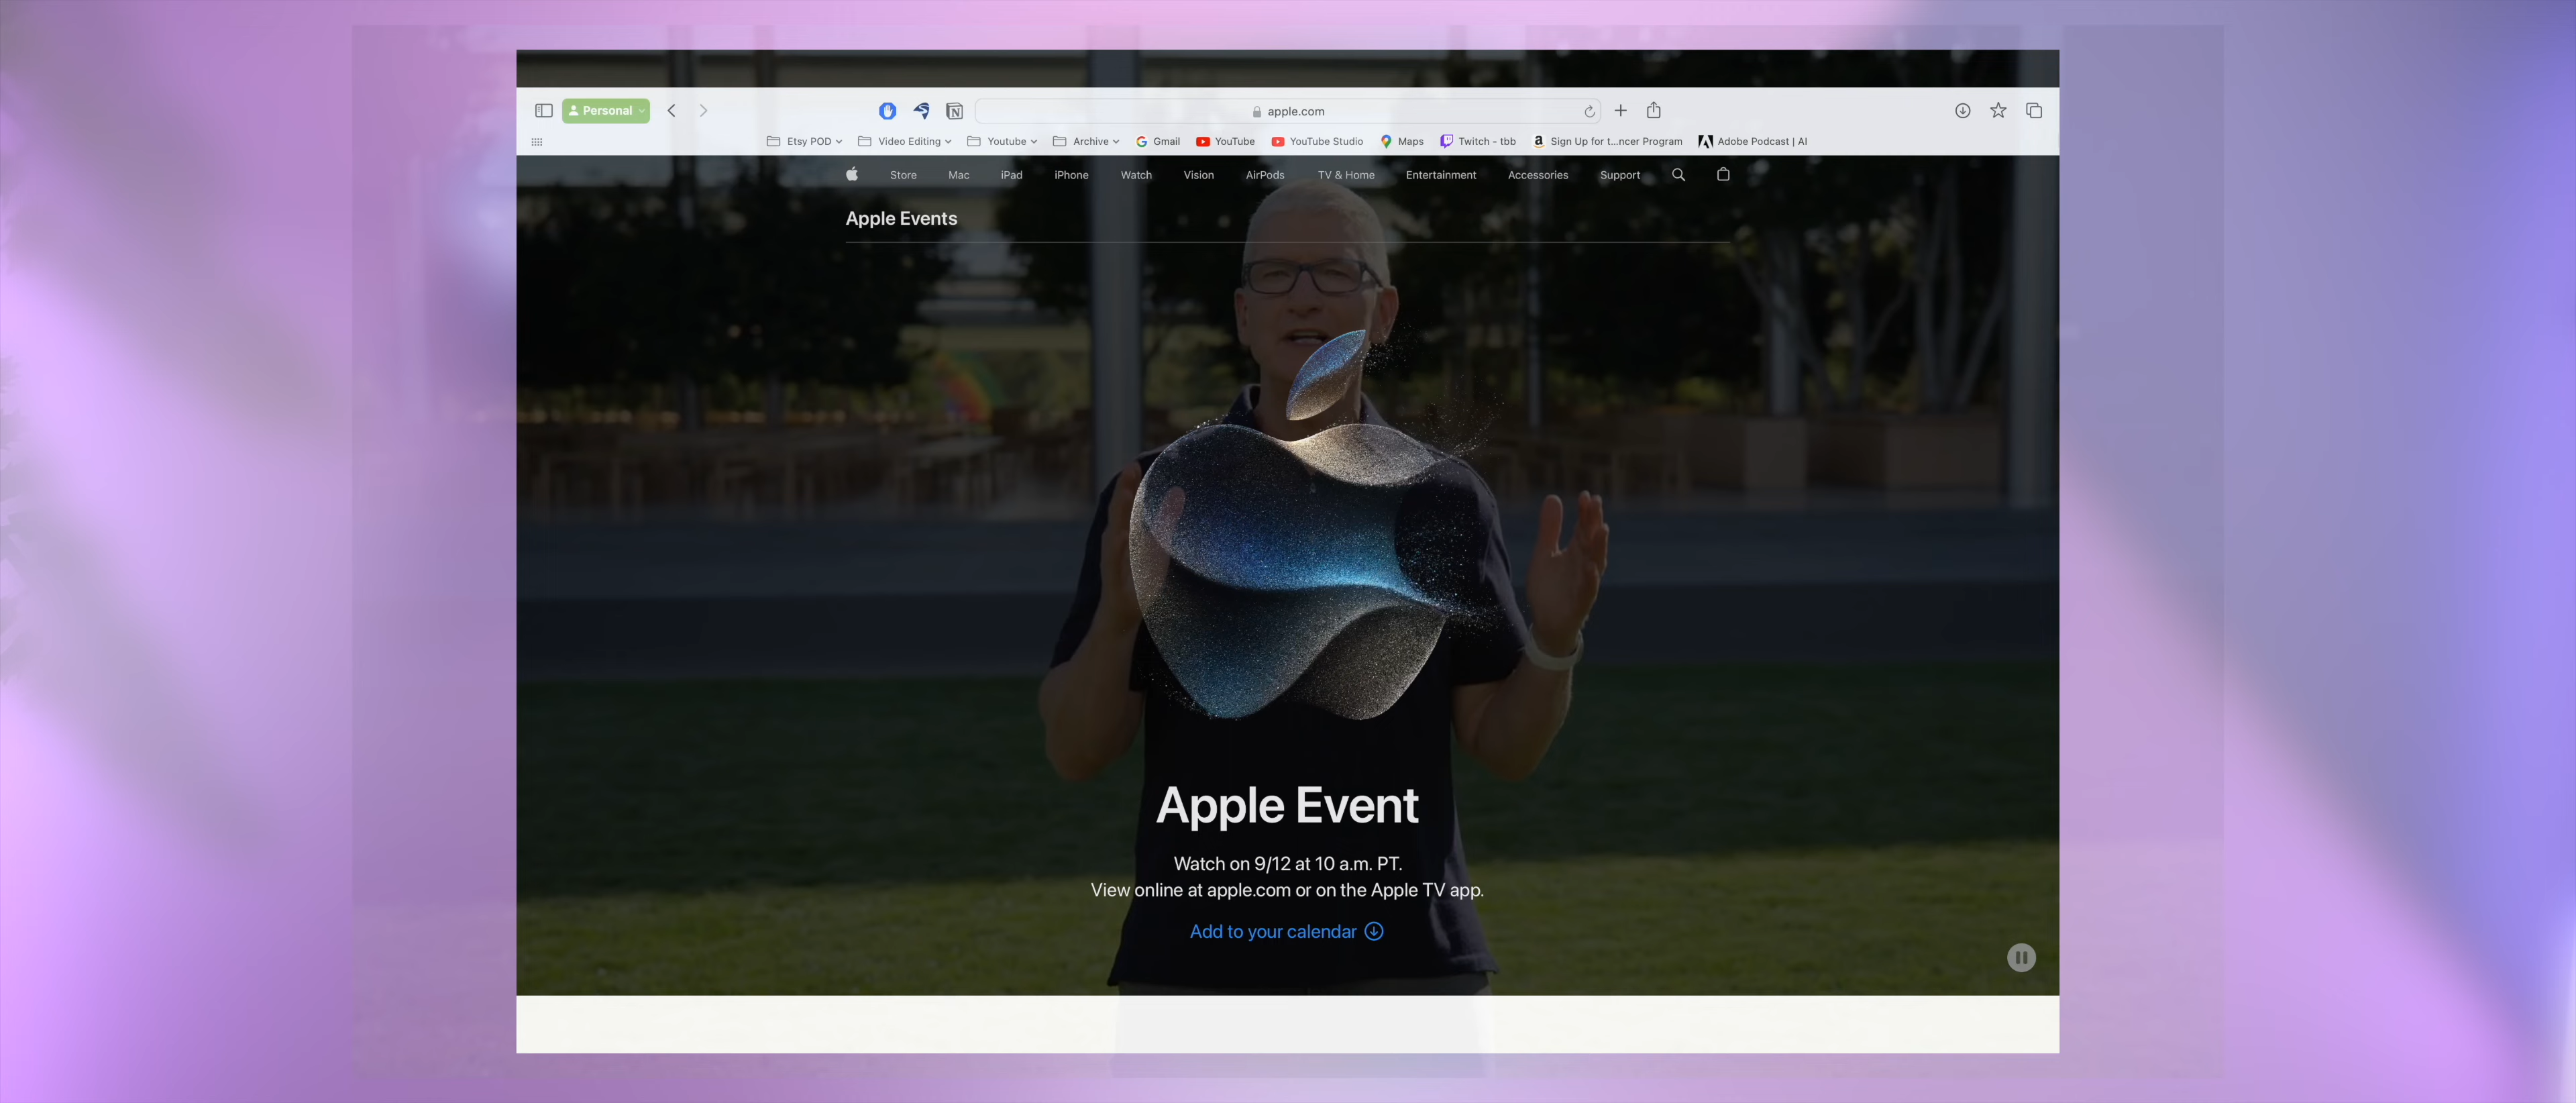 Personal
apple.com
Etsy POD
Video Editing
Youtube
Archive
Gmail
YouTube
YouTube Studio
Maps
Twitch - tbb
Sign Up for t...ncer Program
Adobe Podcast | AI
Store
Mac
iPad
iPhone
Watch
Vision
AirPods
TV & Home
Entertainment
Accessories
Support
Apple Events
Apple Event
Watch on 9/12 at 10 a.m. PT.
View online at apple.com or on the Apple TV app.
Add to your calendar